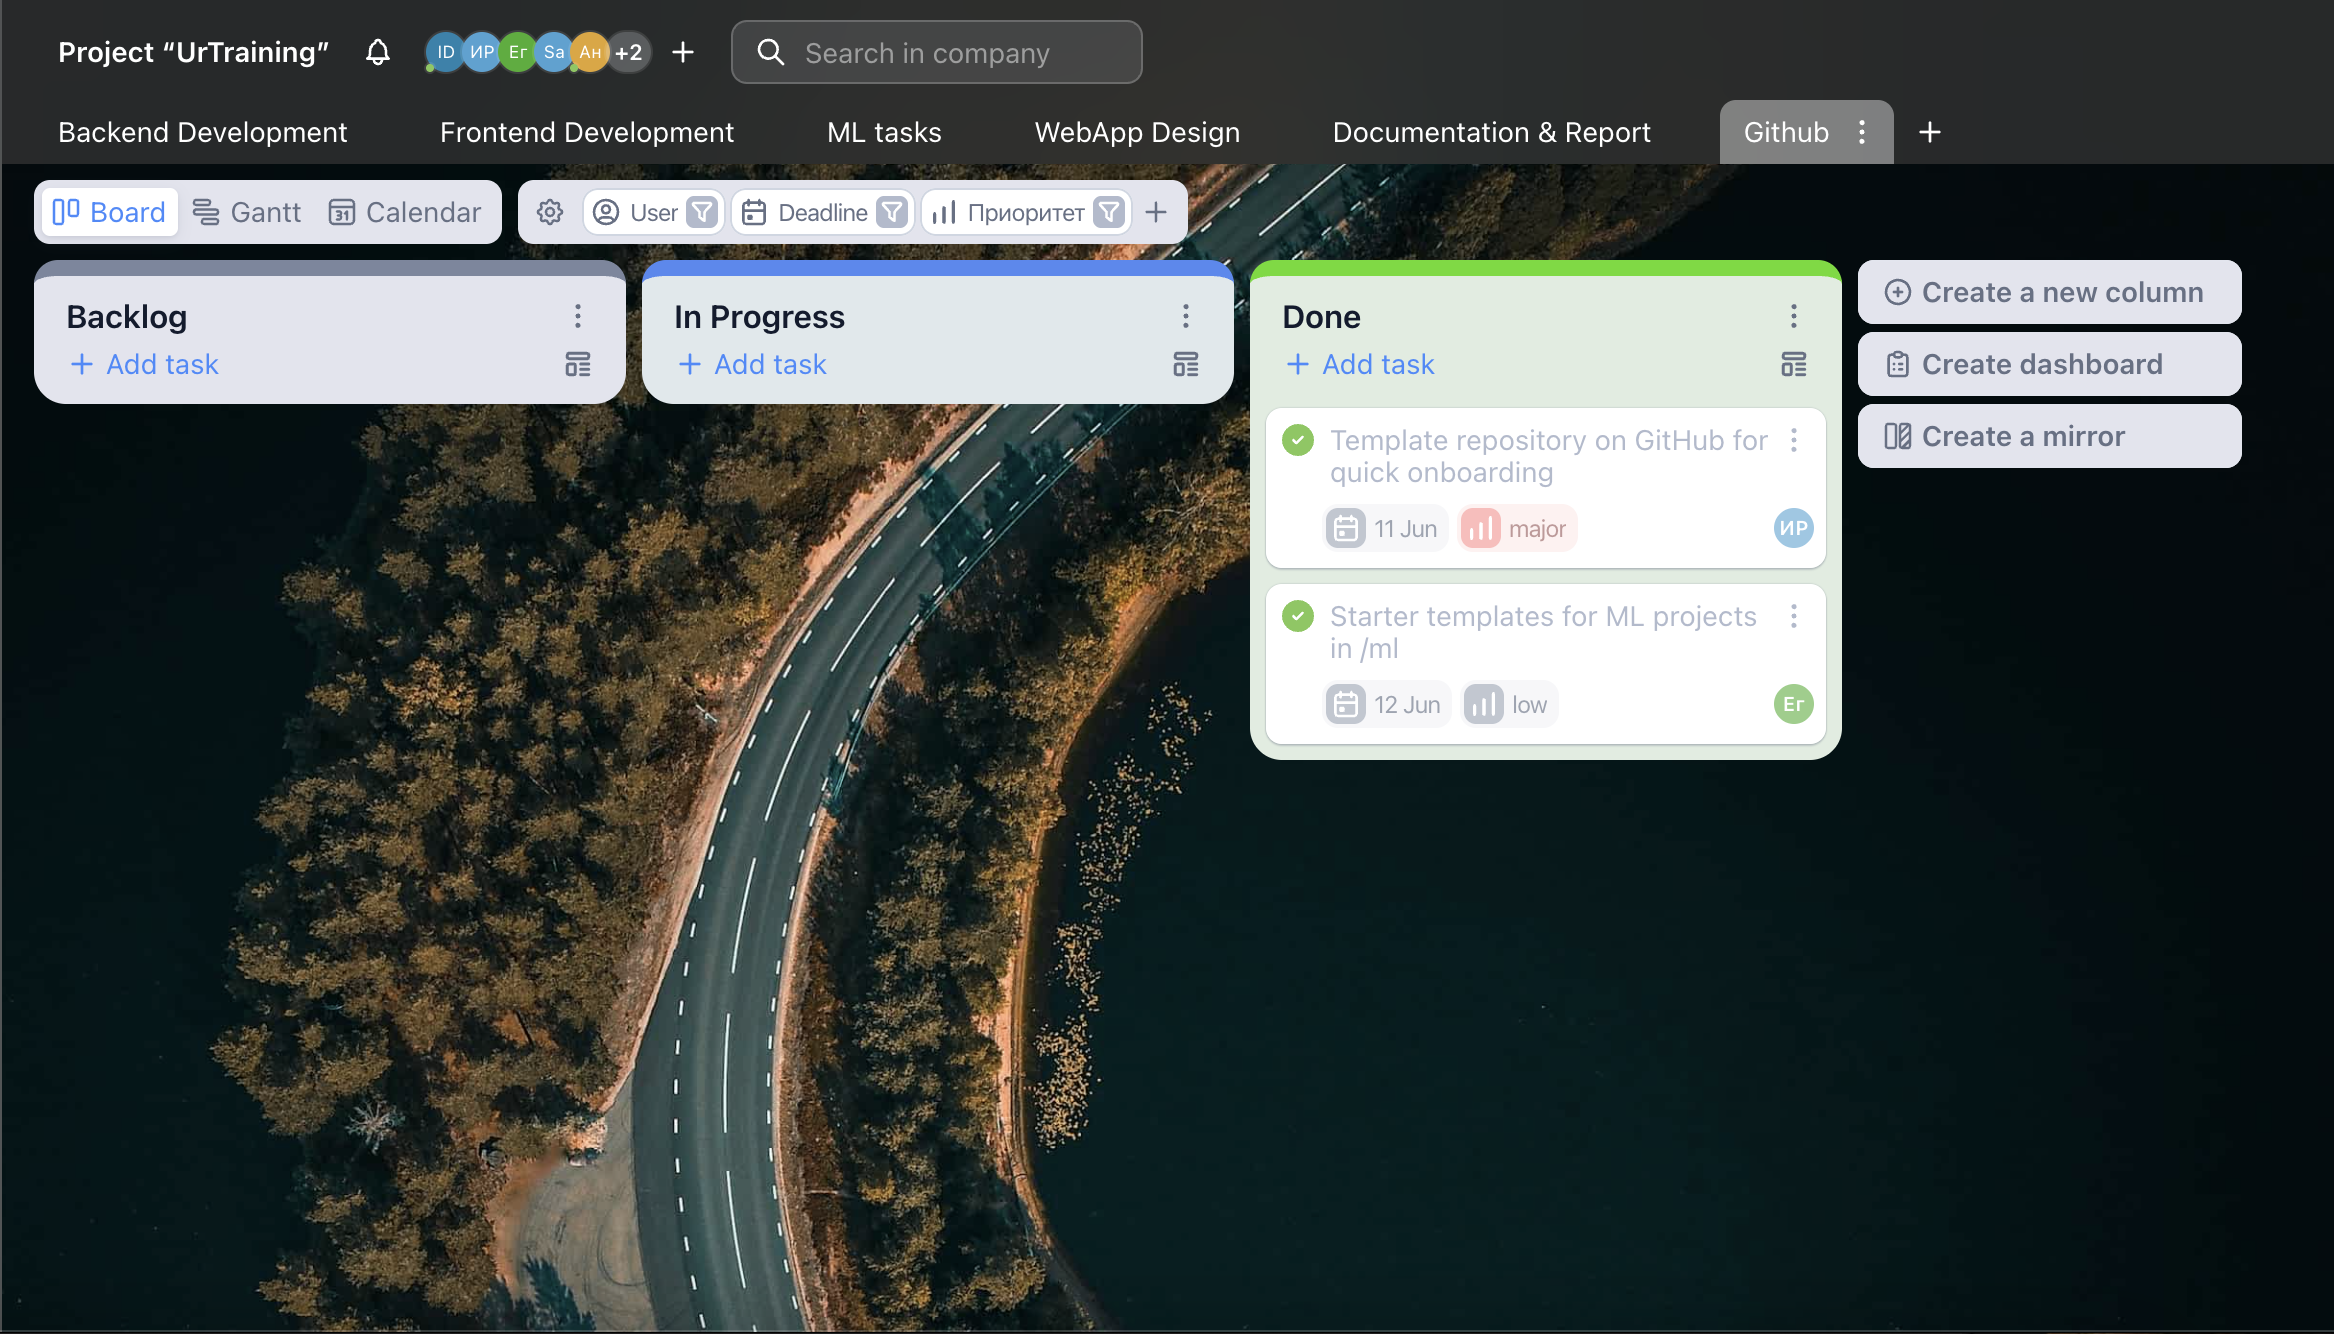 Project “UrTraining”
ID ИР Er Sa Ан +2
Search in company
Backend Development
Frontend Development
ML tasks
WebApp Design
Documentation & Report
Github
Board
Gantt
31 Calendar
User
Deadline
Приоритет
Backlog
Add task
In Progress
Add task
Done
Add task
Template repository on GitHub for
quick onboarding
11 Jun
major
ИР
Starter templates for ML projects
in /ml
12 Jun
low
Er
Create a new column
Create dashboard
Create a mirror